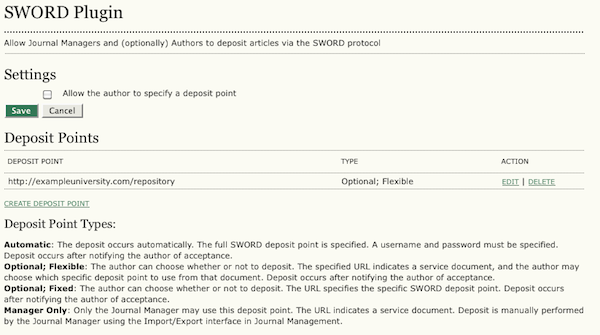 SWORD Plugin
Allow Journal Managers and (optionally) Authors to deposit articles via the SWORD protocol
Settings
Allow the author to specify a deposit point
Save Cancel
Deposit Points
DEPOSIT POINT TYPE ACTION
http://exampleuniversity.com/repository Optional; Flexible EDIT | DELETE
CREATE DEPOSIT POINT
Deposit Point Types:
Automatic: The deposit occurs automatically. The full SWORD deposit point is specified. A username and password must be specified.
Deposit occurs after notifying the author of acceptance.
Optional; Flexible: The author can choose whether or not to deposit. The specified URL indicates a service document, and the author may
choose which specific deposit point to use from that document. Deposit occurs after notifying the author of acceptance.
Optional; Fixed: The author can choose whether or not to deposit. The URL specifies the specific SWORD deposit point. Deposit occurs
after notifying the author of acceptance.
Manager Only: Only the Journal Manager may use this deposit point. The URL indicates a service document. Deposit is manually performed
by the Journal Manager using the Import/Export interface in Journal Management.